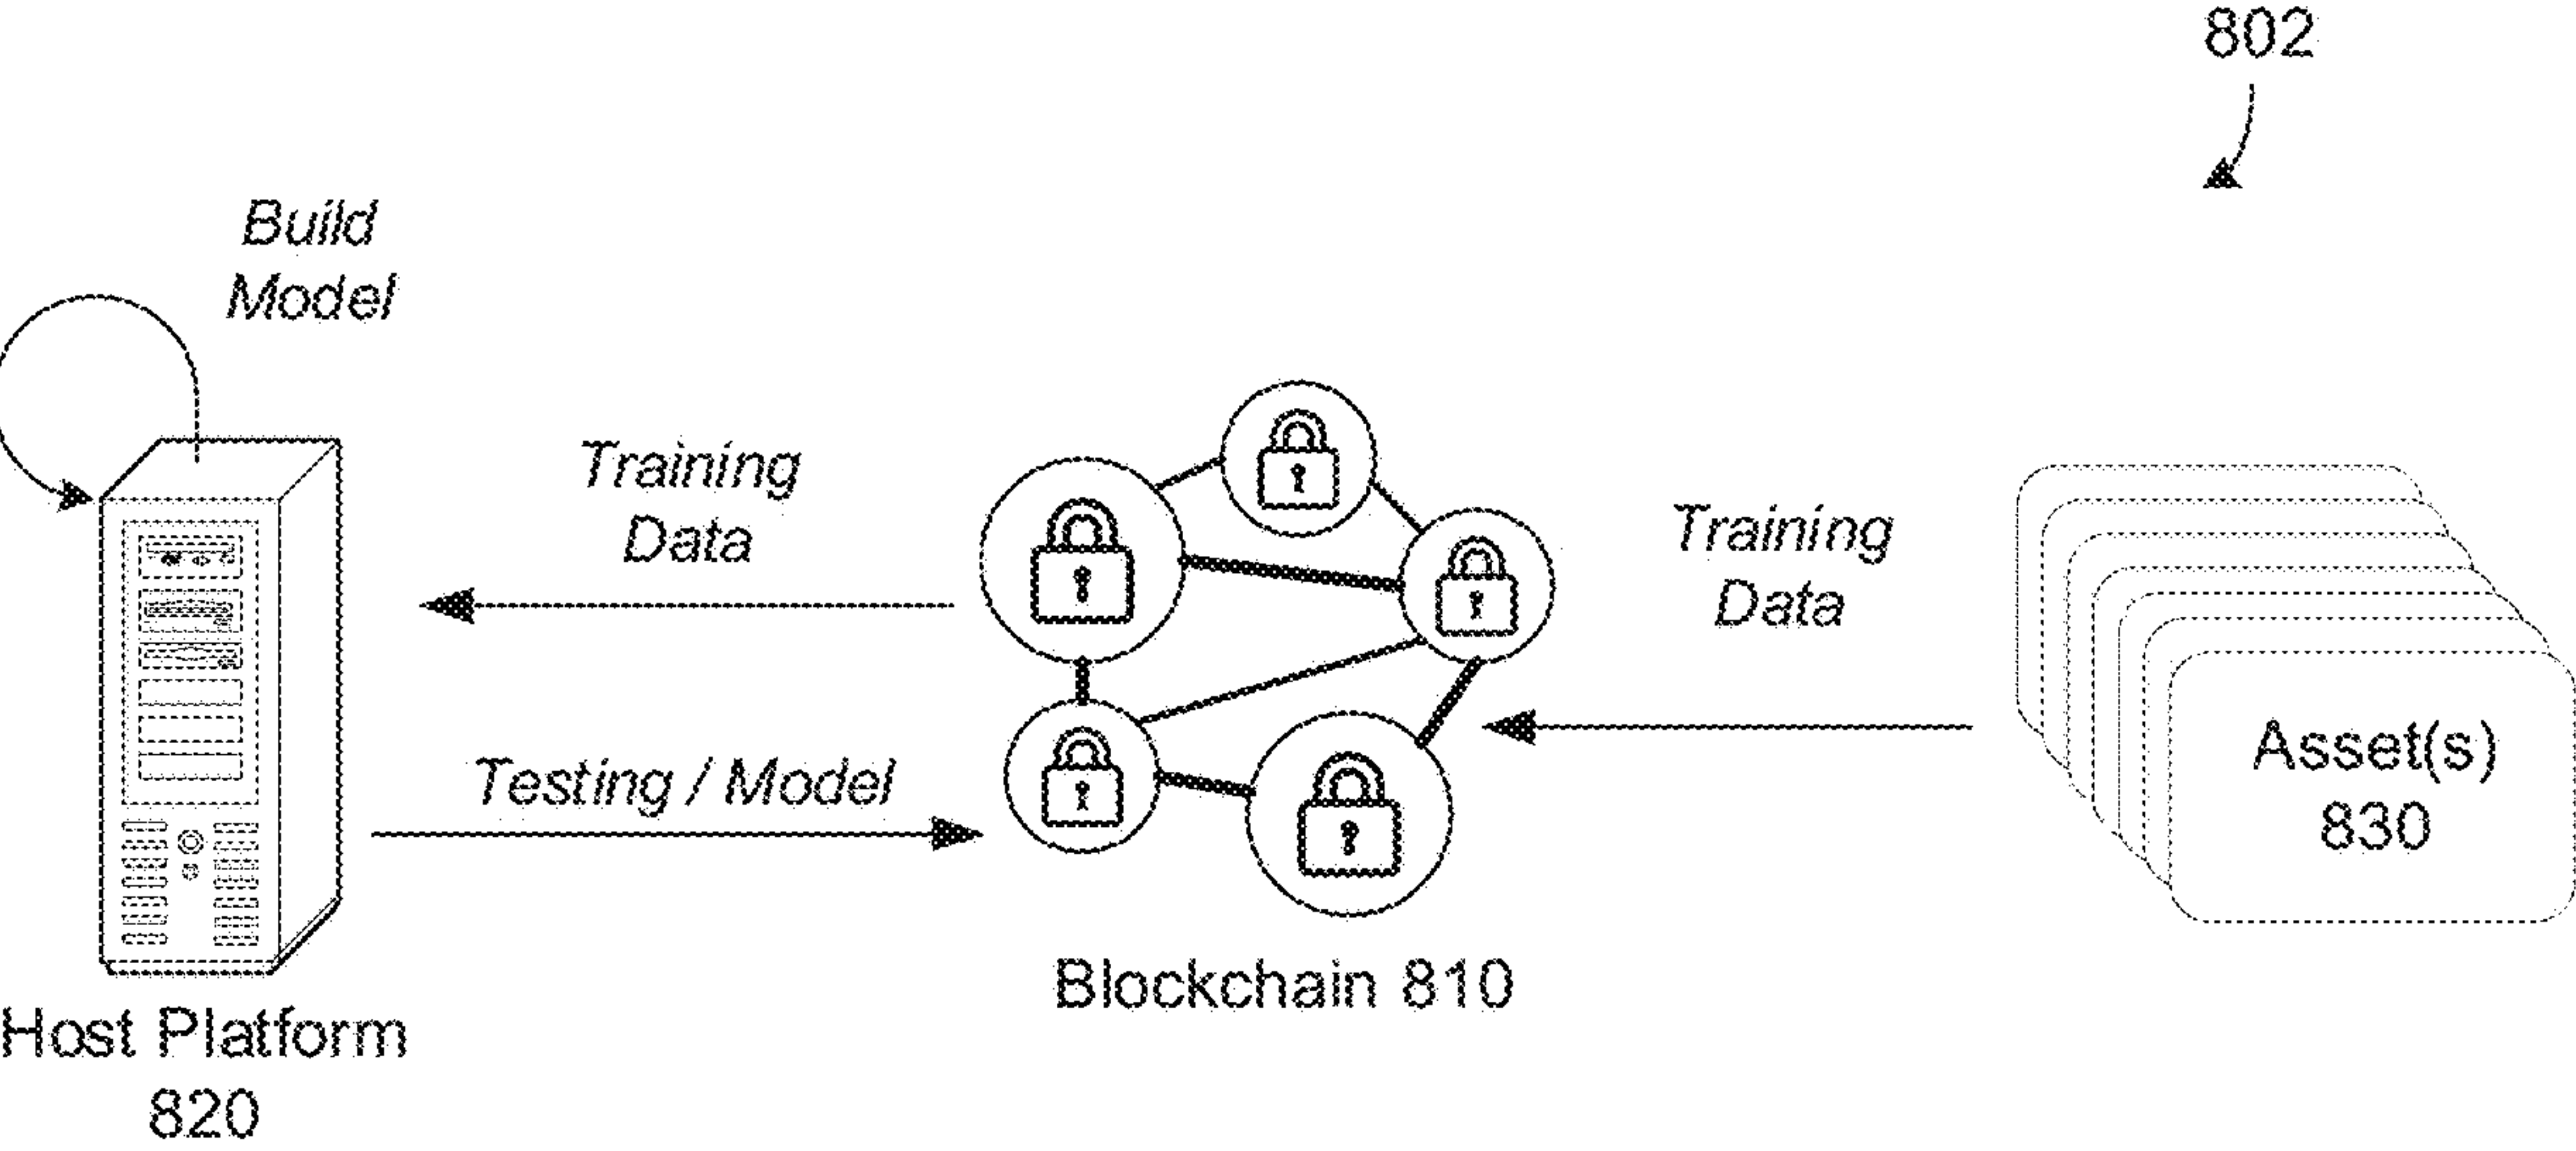 802
Build
Model
Training
Data
Training
Data
Testing / Model
Asset(s)
830
Blockchain 810
Host Platform
820